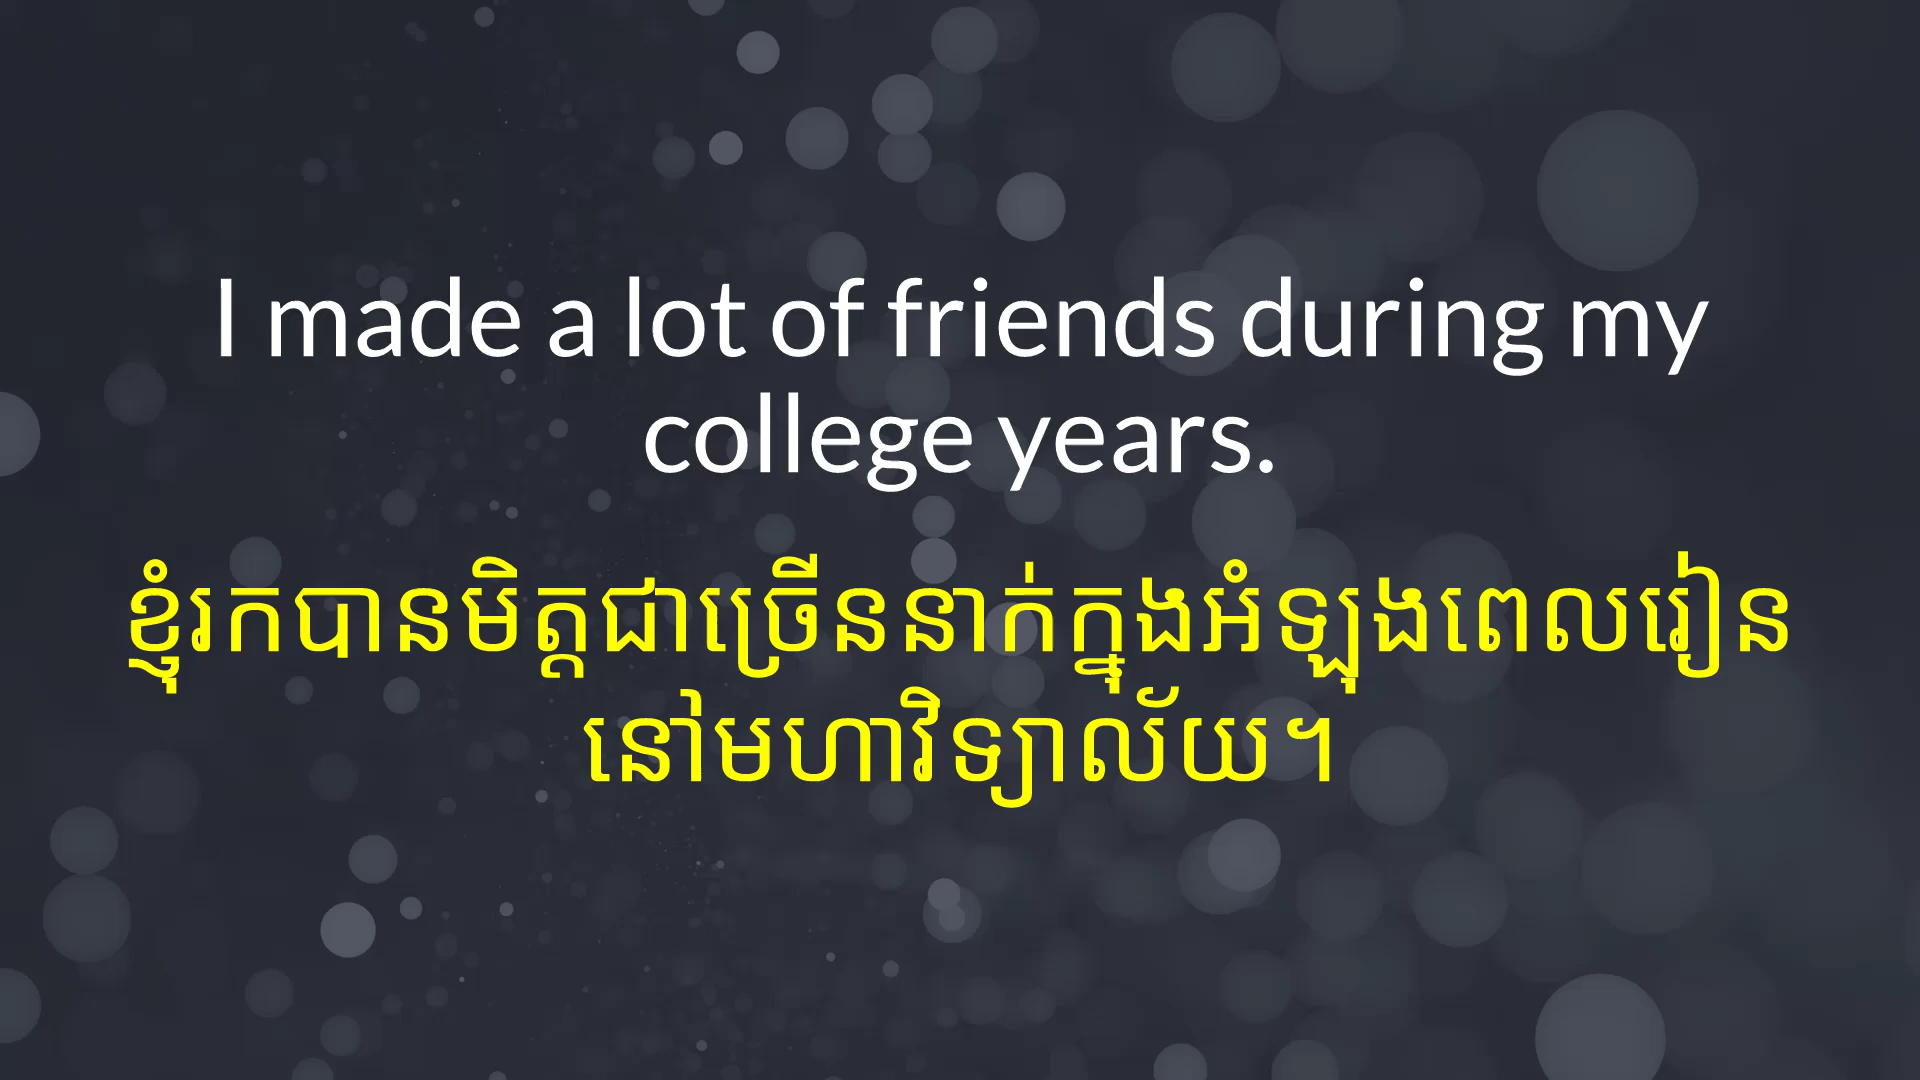 I made a lot of friends during my
college years.
ខ្ញុំរកបានមិត្តជាច្រើននាក់ក្នុងអំឡុងពេលរៀន
នៅមហាវិទ្យាល័យ។